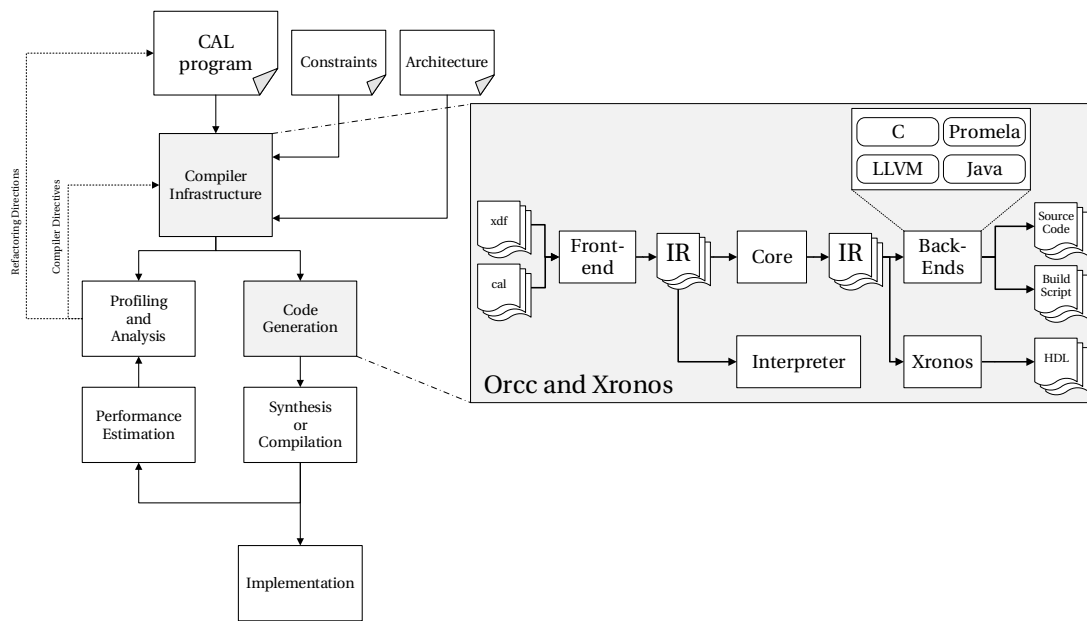 CAL
program
Constraints
Architecture
Compiler
Infrastructure
Refactoring Directions
Compiler Directives
Profiling
and
Analysis
Code
Generation
Performance
Estimation
Synthesis
or
Compilation
Implementation
C
Promela
LLVM
Java
xdf
cal
Front-
end
IR
Core
IR
Back-
Ends
Source
Code
Build
Script
Interpreter
Xronos
HDL
Orcc and Xronos